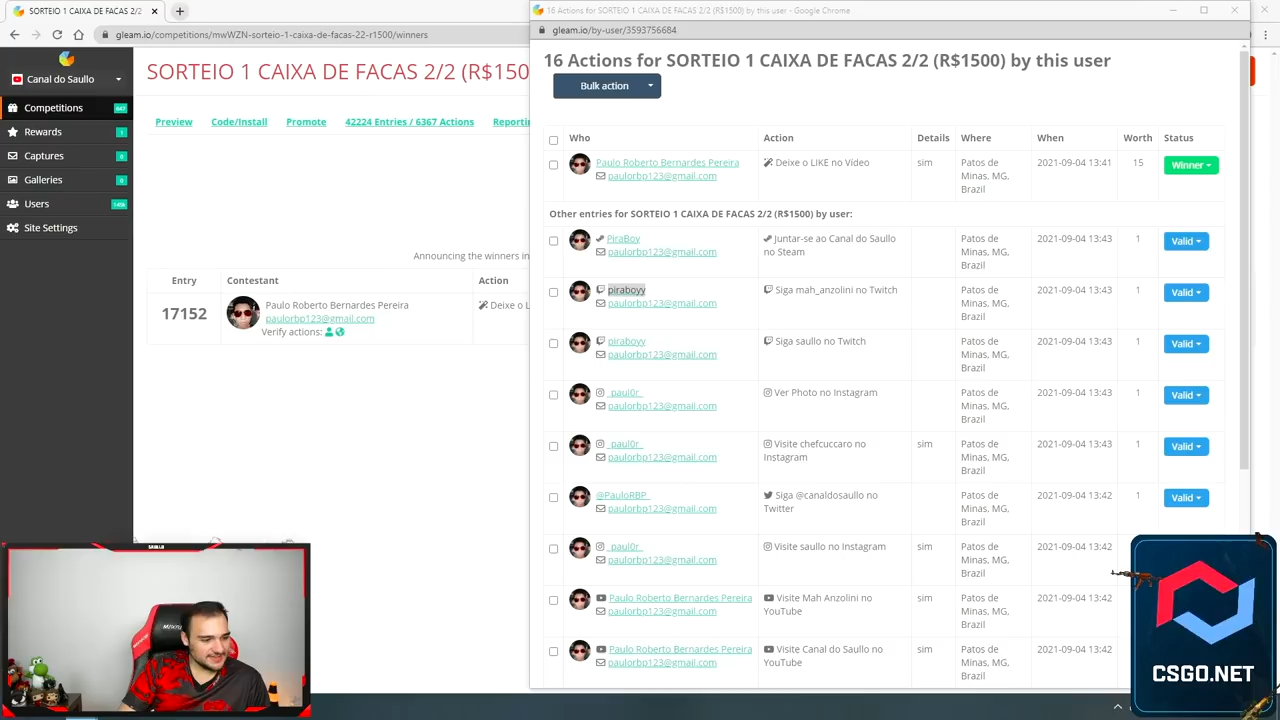 SORTEIO 1 CAIXA DE FACAS 2/2 (R$1500)
gleam.io/competitions/mwWZN-sorteio-1-caixa-de-facas-22-r1500/winners
Canal do Saullo
Competitions 647
Rewards 1
Captures 0
Galleries 0
Users
Site Settings
SORTEIO 1 CAIXA DE FACAS 2/2 (R$150
Preview Code/Install Promote 42224 Entries / 6367 Actions Reportin
Announcing the winners in
Entry Contestant Action
17152
Paulo Roberto Bernardes Pereira Deixe o L
paulorbp123@gmail.com
Verify actions:
16 Actions for SORTEIO 1 CAIXA DE FACAS 2/2 (R$1500) by this user - Google Chrome
gleam.io/by-user/3593756684
16 Actions for SORTEIO 1 CAIXA DE FACAS 2/2 (R$1500) by this user
Bulk action
Who Action Details Where When Worth Status
Paulo Roberto Bernardes Pereira Deixe o LIKE no Vídeo sim Patos de 2021-09-04 13:41 15 Winner
paulorbp123@gmail.com Minas, MG,
Brazil
Other entries for SORTEIO 1 CAIXA DE FACAS 2/2 (R$1500) by user:
PiraBoy Juntar-se ao Canal do Saullo Patos de 2021-09-04 13:43 1 Valid
paulorbp123@gmail.com no Steam Minas, MG,
Brazil
piraboyy Siga mah_anzolini no Twitch Patos de 2021-09-04 13:43 1 Valid
paulorbp123@gmail.com Minas, MG,
Brazil
piraboyy Siga saullo no Twitch Patos de 2021-09-04 13:43 1 Valid
paulorbp123@gmail.com Minas, MG,
Brazil
_paul0r_ Ver Photo no Instagram Patos de 2021-09-04 13:43 1 Valid
paulorbp123@gmail.com Minas, MG,
Brazil
_paul0r_ Visite chefcuccaro no sim Patos de 2021-09-04 13:43 1 Valid
paulorbp123@gmail.com Instagram Minas, MG,
Brazil
@PauloRBP_ Siga @canaldosaullo no Patos de 2021-09-04 13:42 1 Valid
paulorbp123@gmail.com Twitter Minas, MG,
Brazil
_paul0r_ Visite saullo no Instagram sim Patos de 2021-09-04 13:42
paulorbp123@gmail.com Minas, MG,
Brazil
Paulo Roberto Bernardes Pereira Visite Mah Anzolini no sim Patos de 2021-09-04 13:42
paulorbp123@gmail.com YouTube Minas, MG,
Brazil
Paulo Roberto Bernardes Pereira Visite Canal do Saullo no sim Patos de 2021-09-04 13:42
paulorbp123@gmail.com YouTube Minas, MG,
Brazil
CSGO.NET